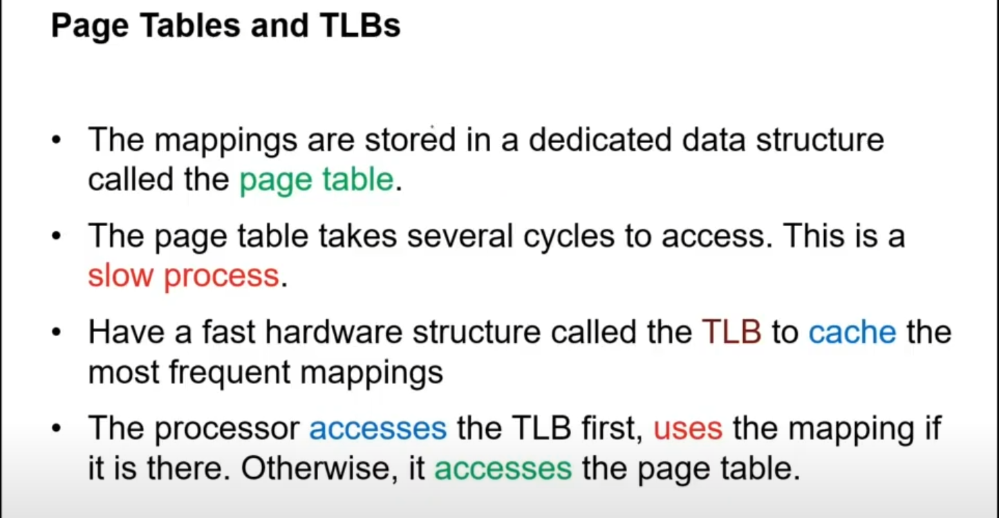 Page Tables and TLBs
• The mappings are stored in a dedicated data structure
called the page table.
• The page table takes several cycles to access. This is a
slow process.
• Have a fast hardware structure called the TLB to cache the
most frequent mappings
• The processor accesses the TLB first, uses the mapping if
it is there. Otherwise, it accesses the page table.